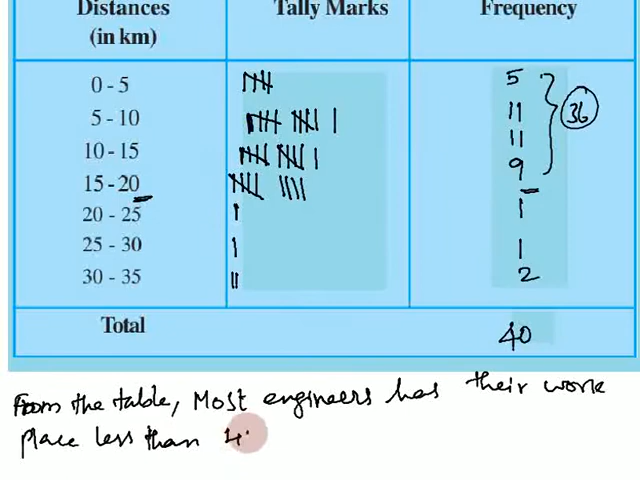 Distances Tally Marks Frequency
(in km)
0 - 5 5
5 - 10 11
10 - 15 11
15 - 20 9
20 - 25 1
25 - 30 1
30 - 35 2
36
Total 40
From the table, Most engineers has their work
place less than